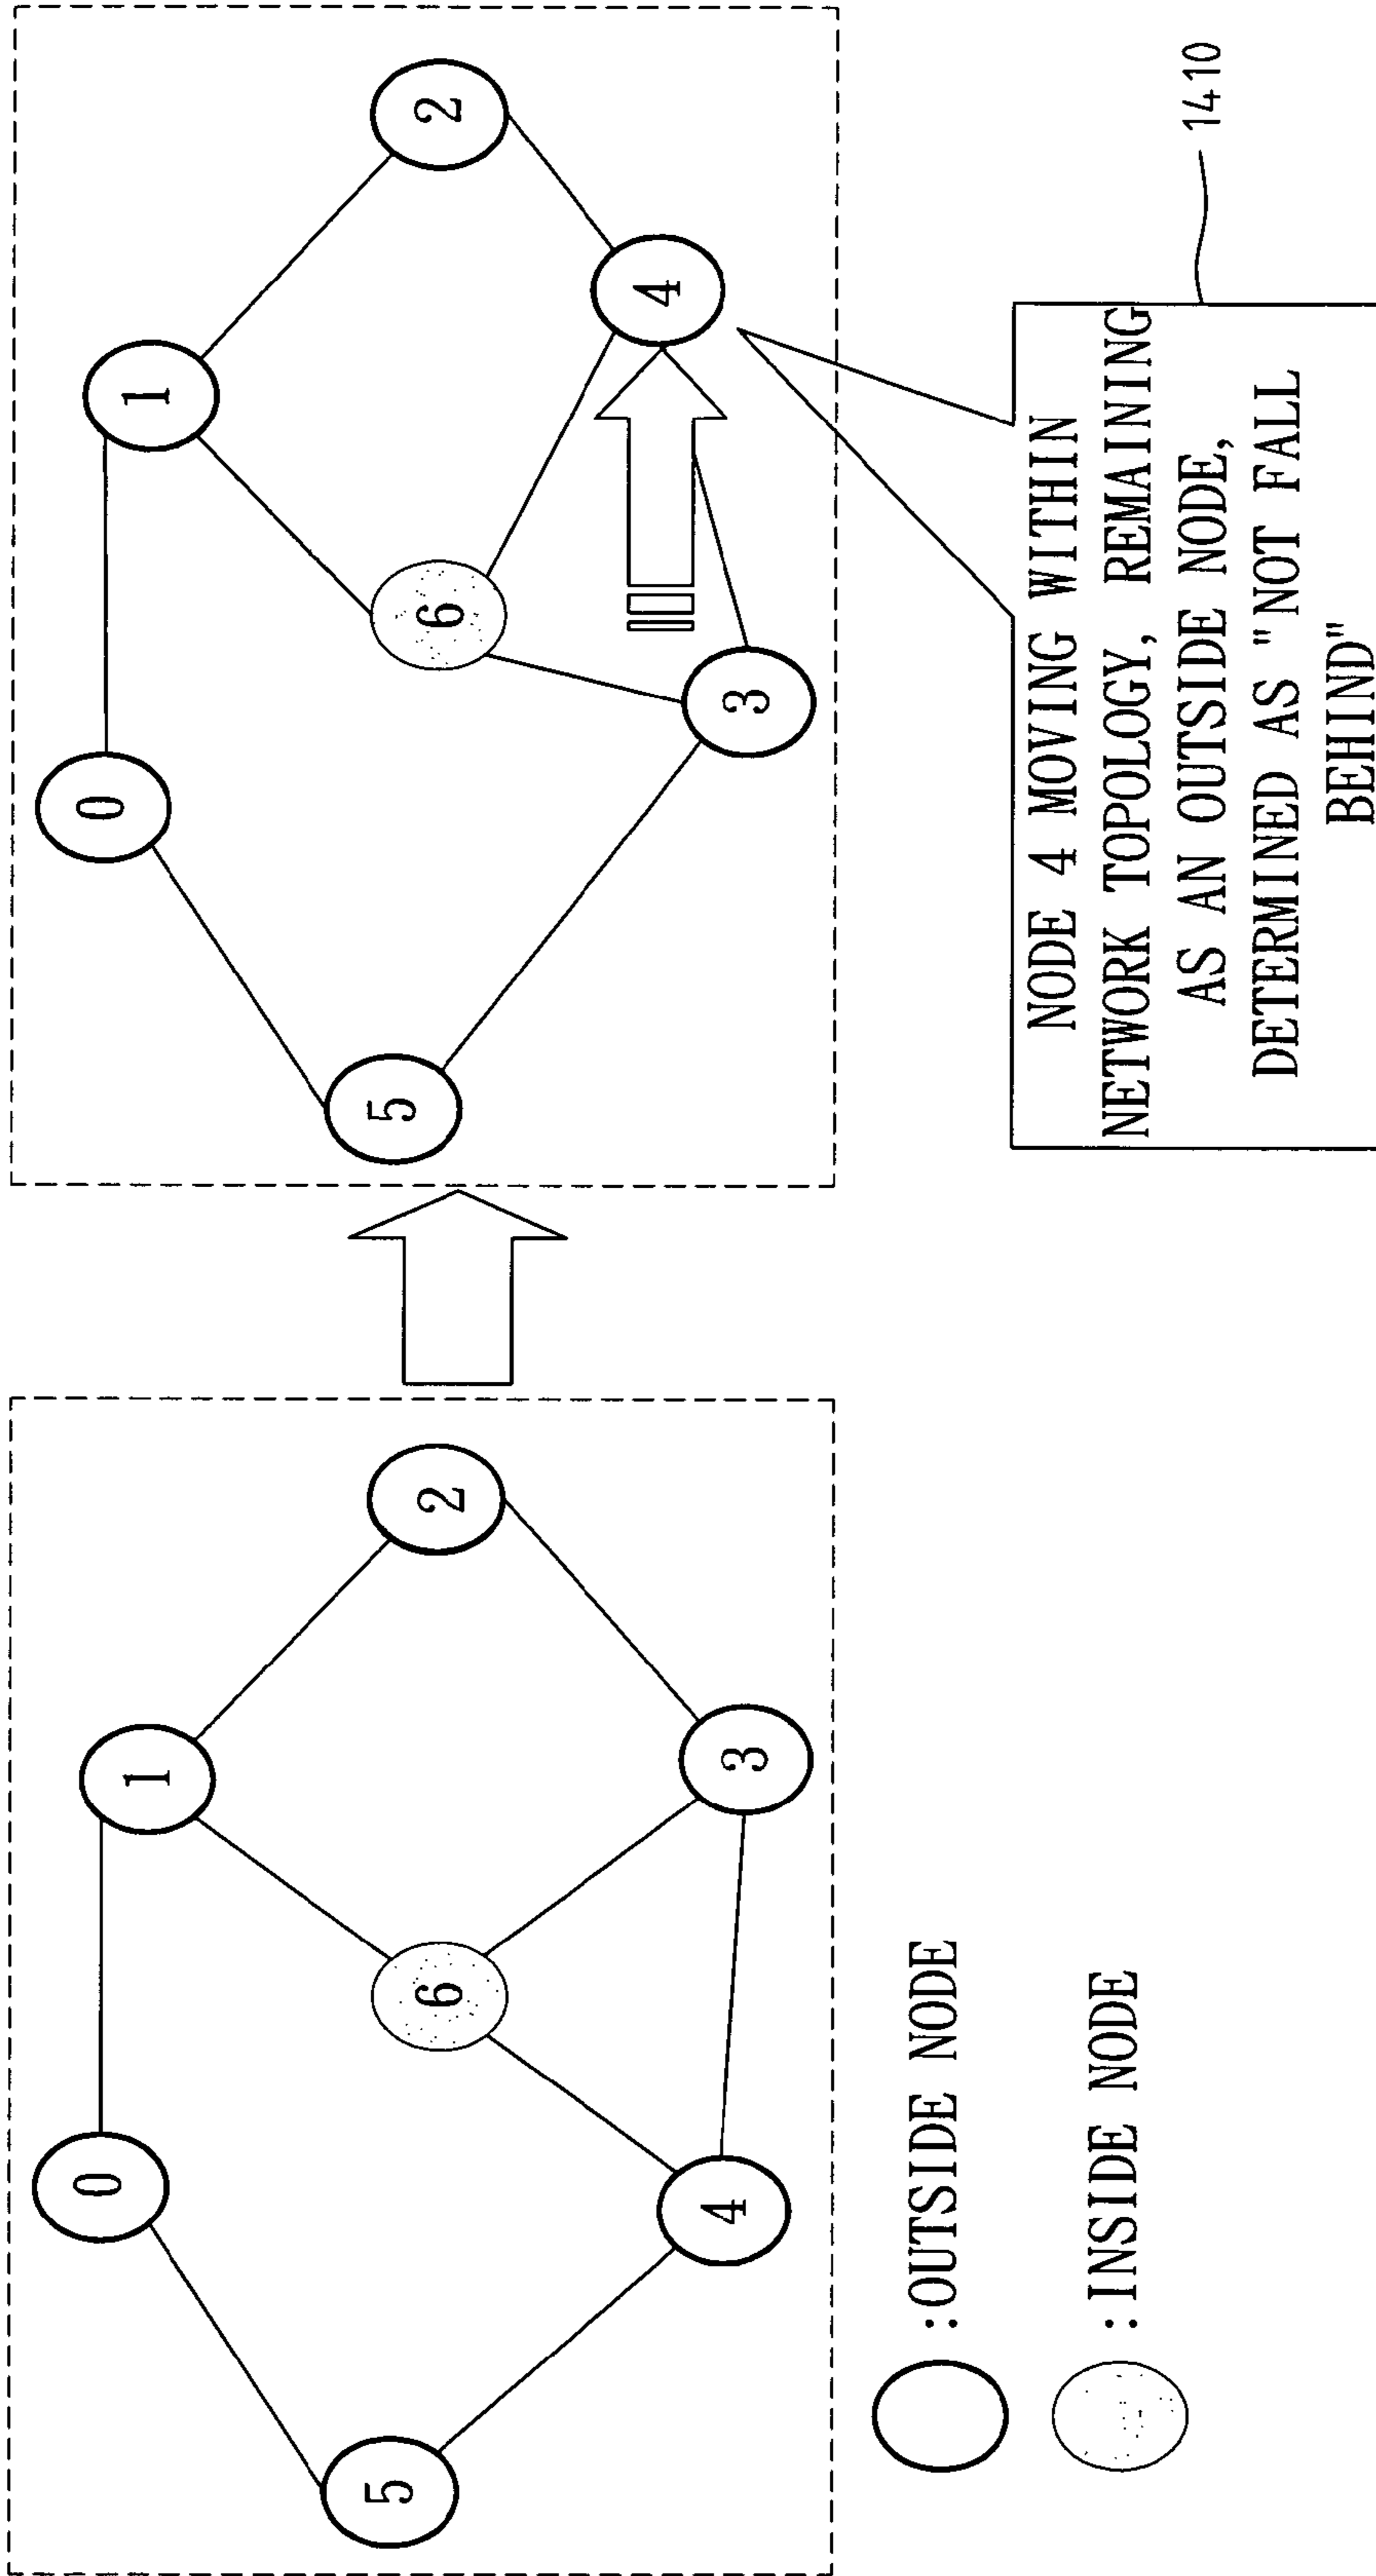 0
1
5
6
2
4
3
0
1
5
6
2
4
3
:OUTSIDE NODE
:INSIDE NODE
NODE 4 MOVING WITHIN
NETWORK TOPOLOGY, REMAINING
AS AN OUTSIDE NODE,
DETERMINED AS "NOT FALL
BEHIND"
1410